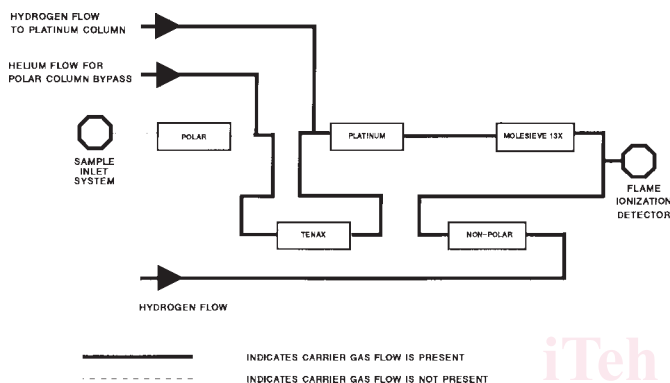 HYDROGEN FLOW
TO PLATINUM COLUMN
HELIUM FLOW FOR
POLAR COLUMN BYPASS
POLAR
PLATINUM
MOLESIEVE 13X
SAMPLE
INLET
SYSTEM
FLAME
IONIZATION
DETECTOR
TENAX
NON-POLAR
HYDROGEN FLOW
INDICATES CARRIER GAS FLOW IS PRESENT
INDICATES CARRIER GAS FLOW IS NOT PRESENT
iTeh